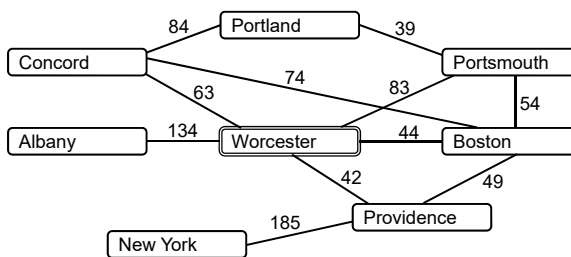 84
Portland
39
Concord
74
Portsmouth
63
83
54
Albany
134
Worcester
44
Boston
42
49
Providence
185
New York